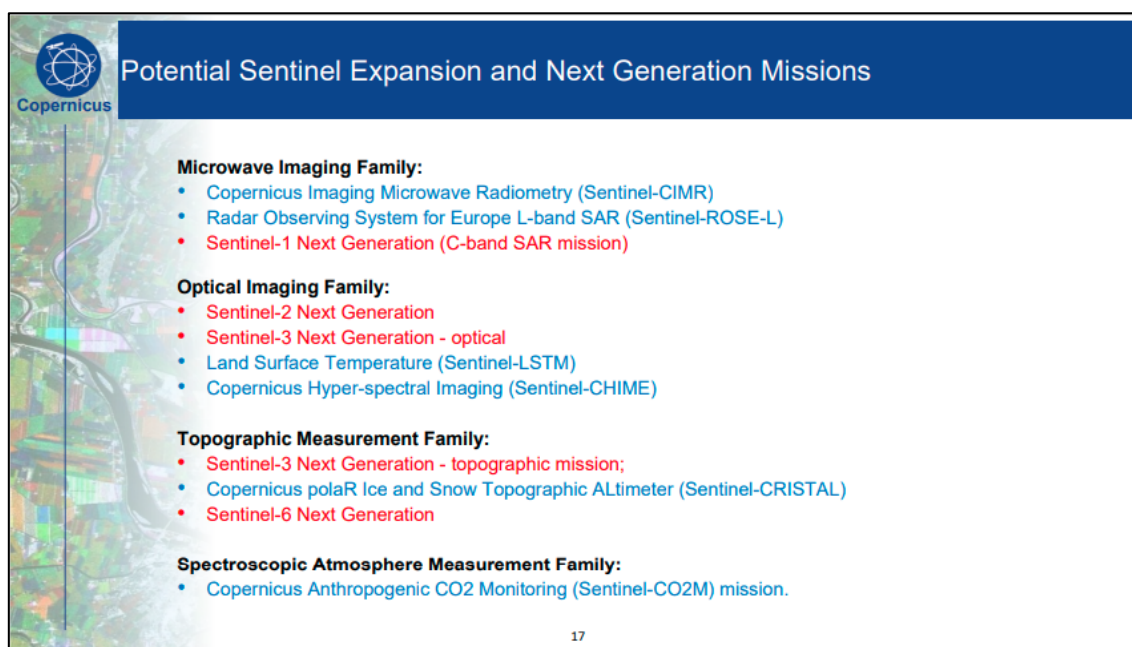 Copernicus
Potential Sentinel Expansion and Next Generation Missions
Microwave Imaging Family:
• Copernicus Imaging Microwave Radiometry (Sentinel-CIMR)
• Radar Observing System for Europe L-band SAR (Sentinel-ROSE-L)
• Sentinel-1 Next Generation (C-band SAR mission)
Optical Imaging Family:
• Sentinel-2 Next Generation
• Sentinel-3 Next Generation - optical
• Land Surface Temperature (Sentinel-LSTM)
• Copernicus Hyper-spectral Imaging (Sentinel-CHIME)
Topographic Measurement Family:
• Sentinel-3 Next Generation - topographic mission;
• Copernicus polaR Ice and Snow Topographic ALtimeter (Sentinel-CRISTAL)
• Sentinel-6 Next Generation
Spectroscopic Atmosphere Measurement Family:
• Copernicus Anthropogenic CO2 Monitoring (Sentinel-CO2M) mission.
17